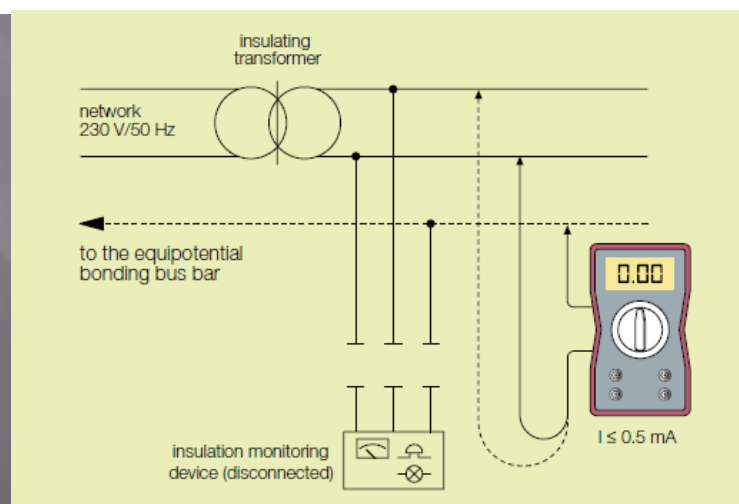 insulating
transformer
network
230 V/50 Hz
to the equipotential
bonding bus bar
0.00
I ≤ 0.5 mA
insulation monitoring
device (disconnected)